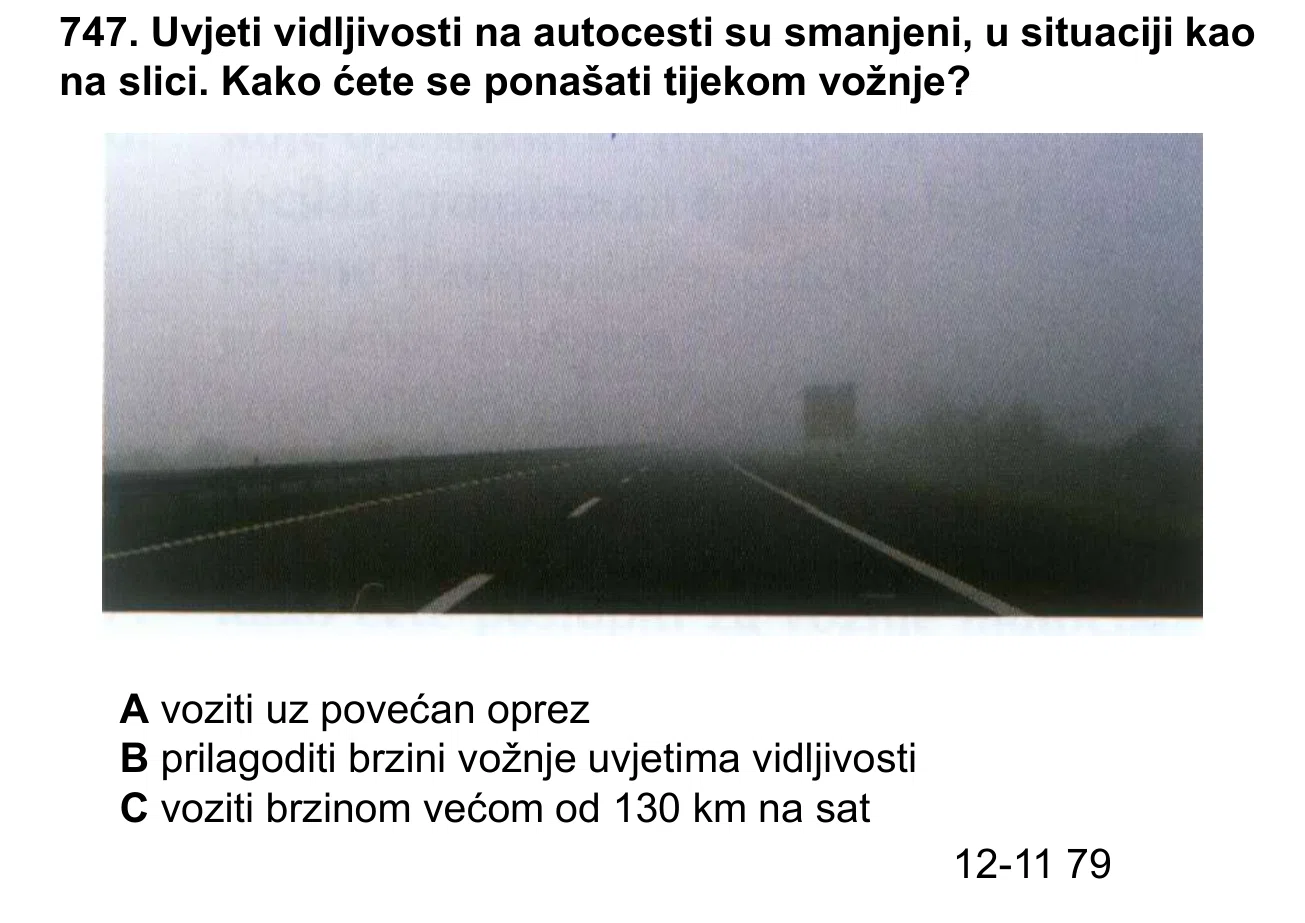 747. Uvjeti vidljivosti na autocesti su smanjeni, u situaciji kao
na slici. Kako ćete se ponašati tijekom vožnje?
A voziti uz povećan oprez
B prilagoditi brzini vožnje uvjetima vidljivosti
C voziti brzinom većom od 130 km na sat
12-11 79